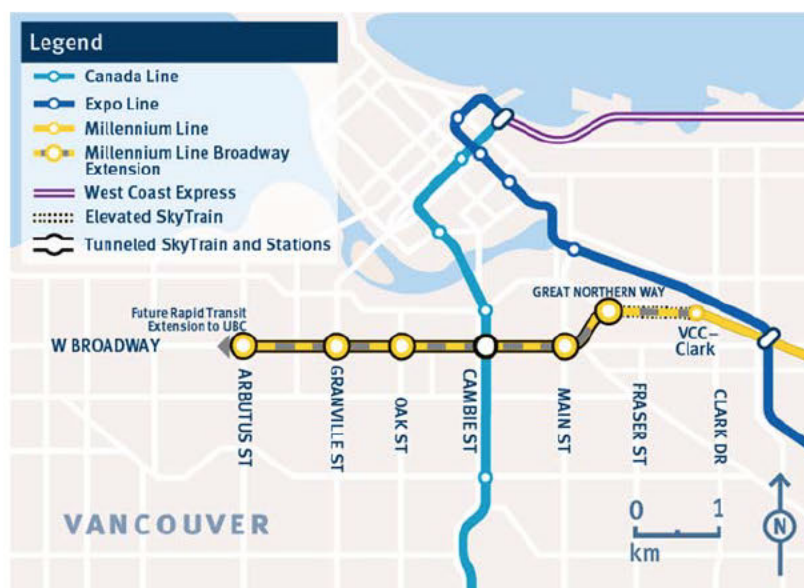 Legend
Canada Line
Expo Line
Millennium Line
Millennium Line Broadway
Extension
West Coast Express
Elevated SkyTrain
Tunneled SkyTrain and Stations
GREAT NORTHERN WAY
Future Rapid Transit
Extension to UBC
W BROADWAY
VCC–
Clark
ARBUTUS ST
GRANVILLE ST
OAK ST
CAMBIE ST
MAIN ST
FRASER ST
CLARK DR
VANCOUVER
0 1
km
N